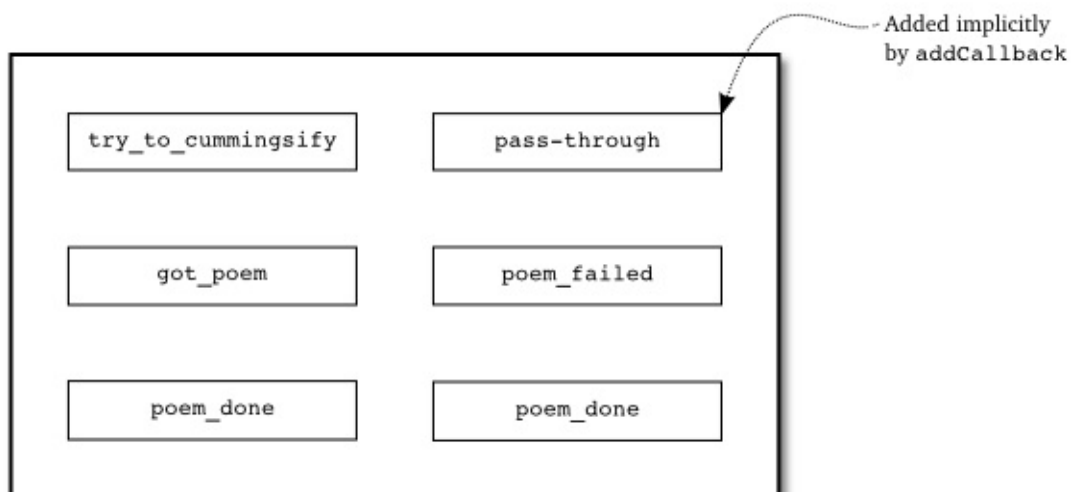 Added implicitly
by addCallback
try_to_cummingsify
pass-through
got_poem
poem_failed
poem_done
poem_done